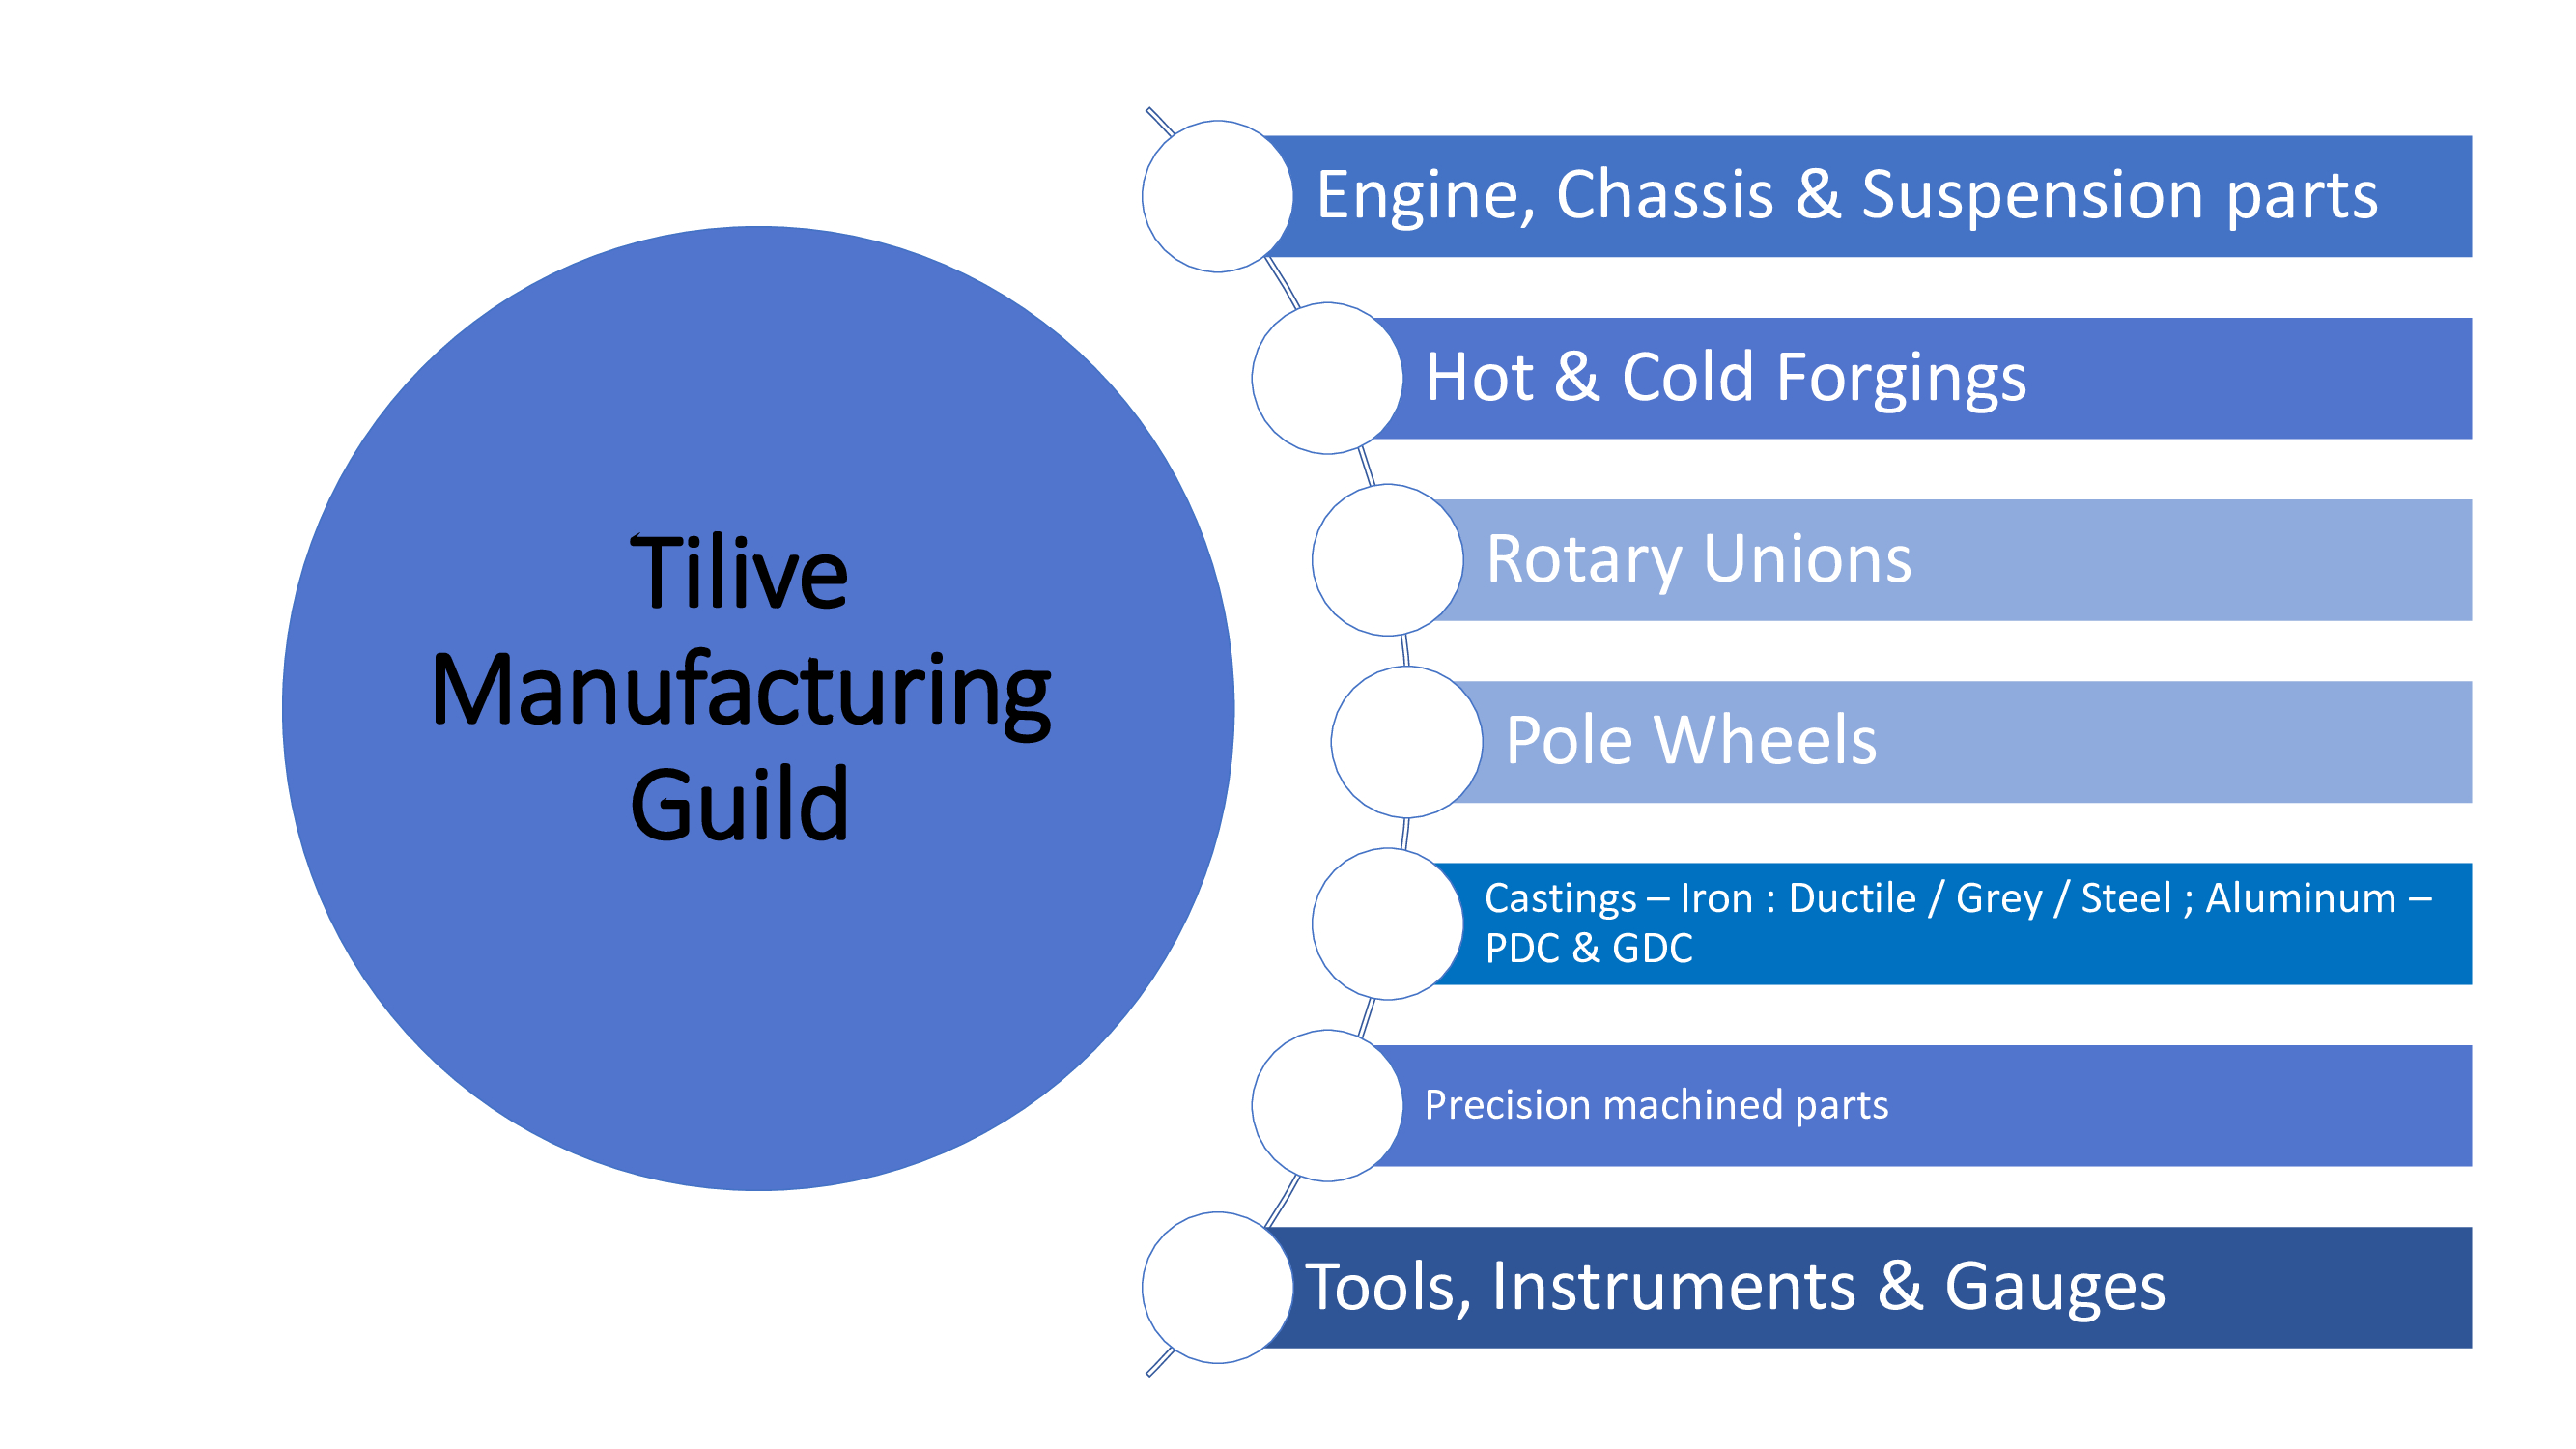 Tilive
Manufacturing
Guild
Engine, Chassis & Suspension parts
Hot & Cold Forgings
Rotary Unions
Pole Wheels
Castings – Iron : Ductile / Grey / Steel ; Aluminum –
PDC & GDC
Precision machined parts
Tools, Instruments & Gauges